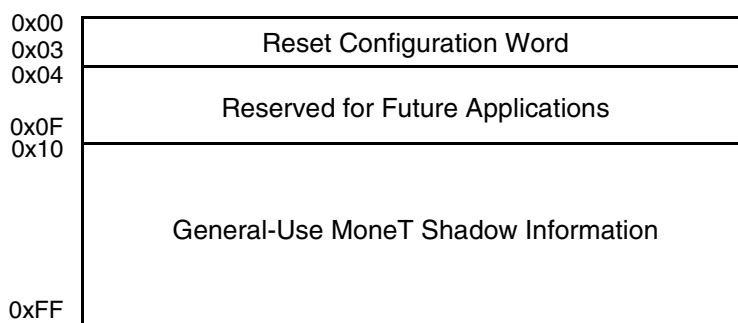 0x00
Reset Configuration Word
0x03
0x04
Reserved for Future Applications
0x0F
0x10
General-Use MoneT Shadow Information
0xFF